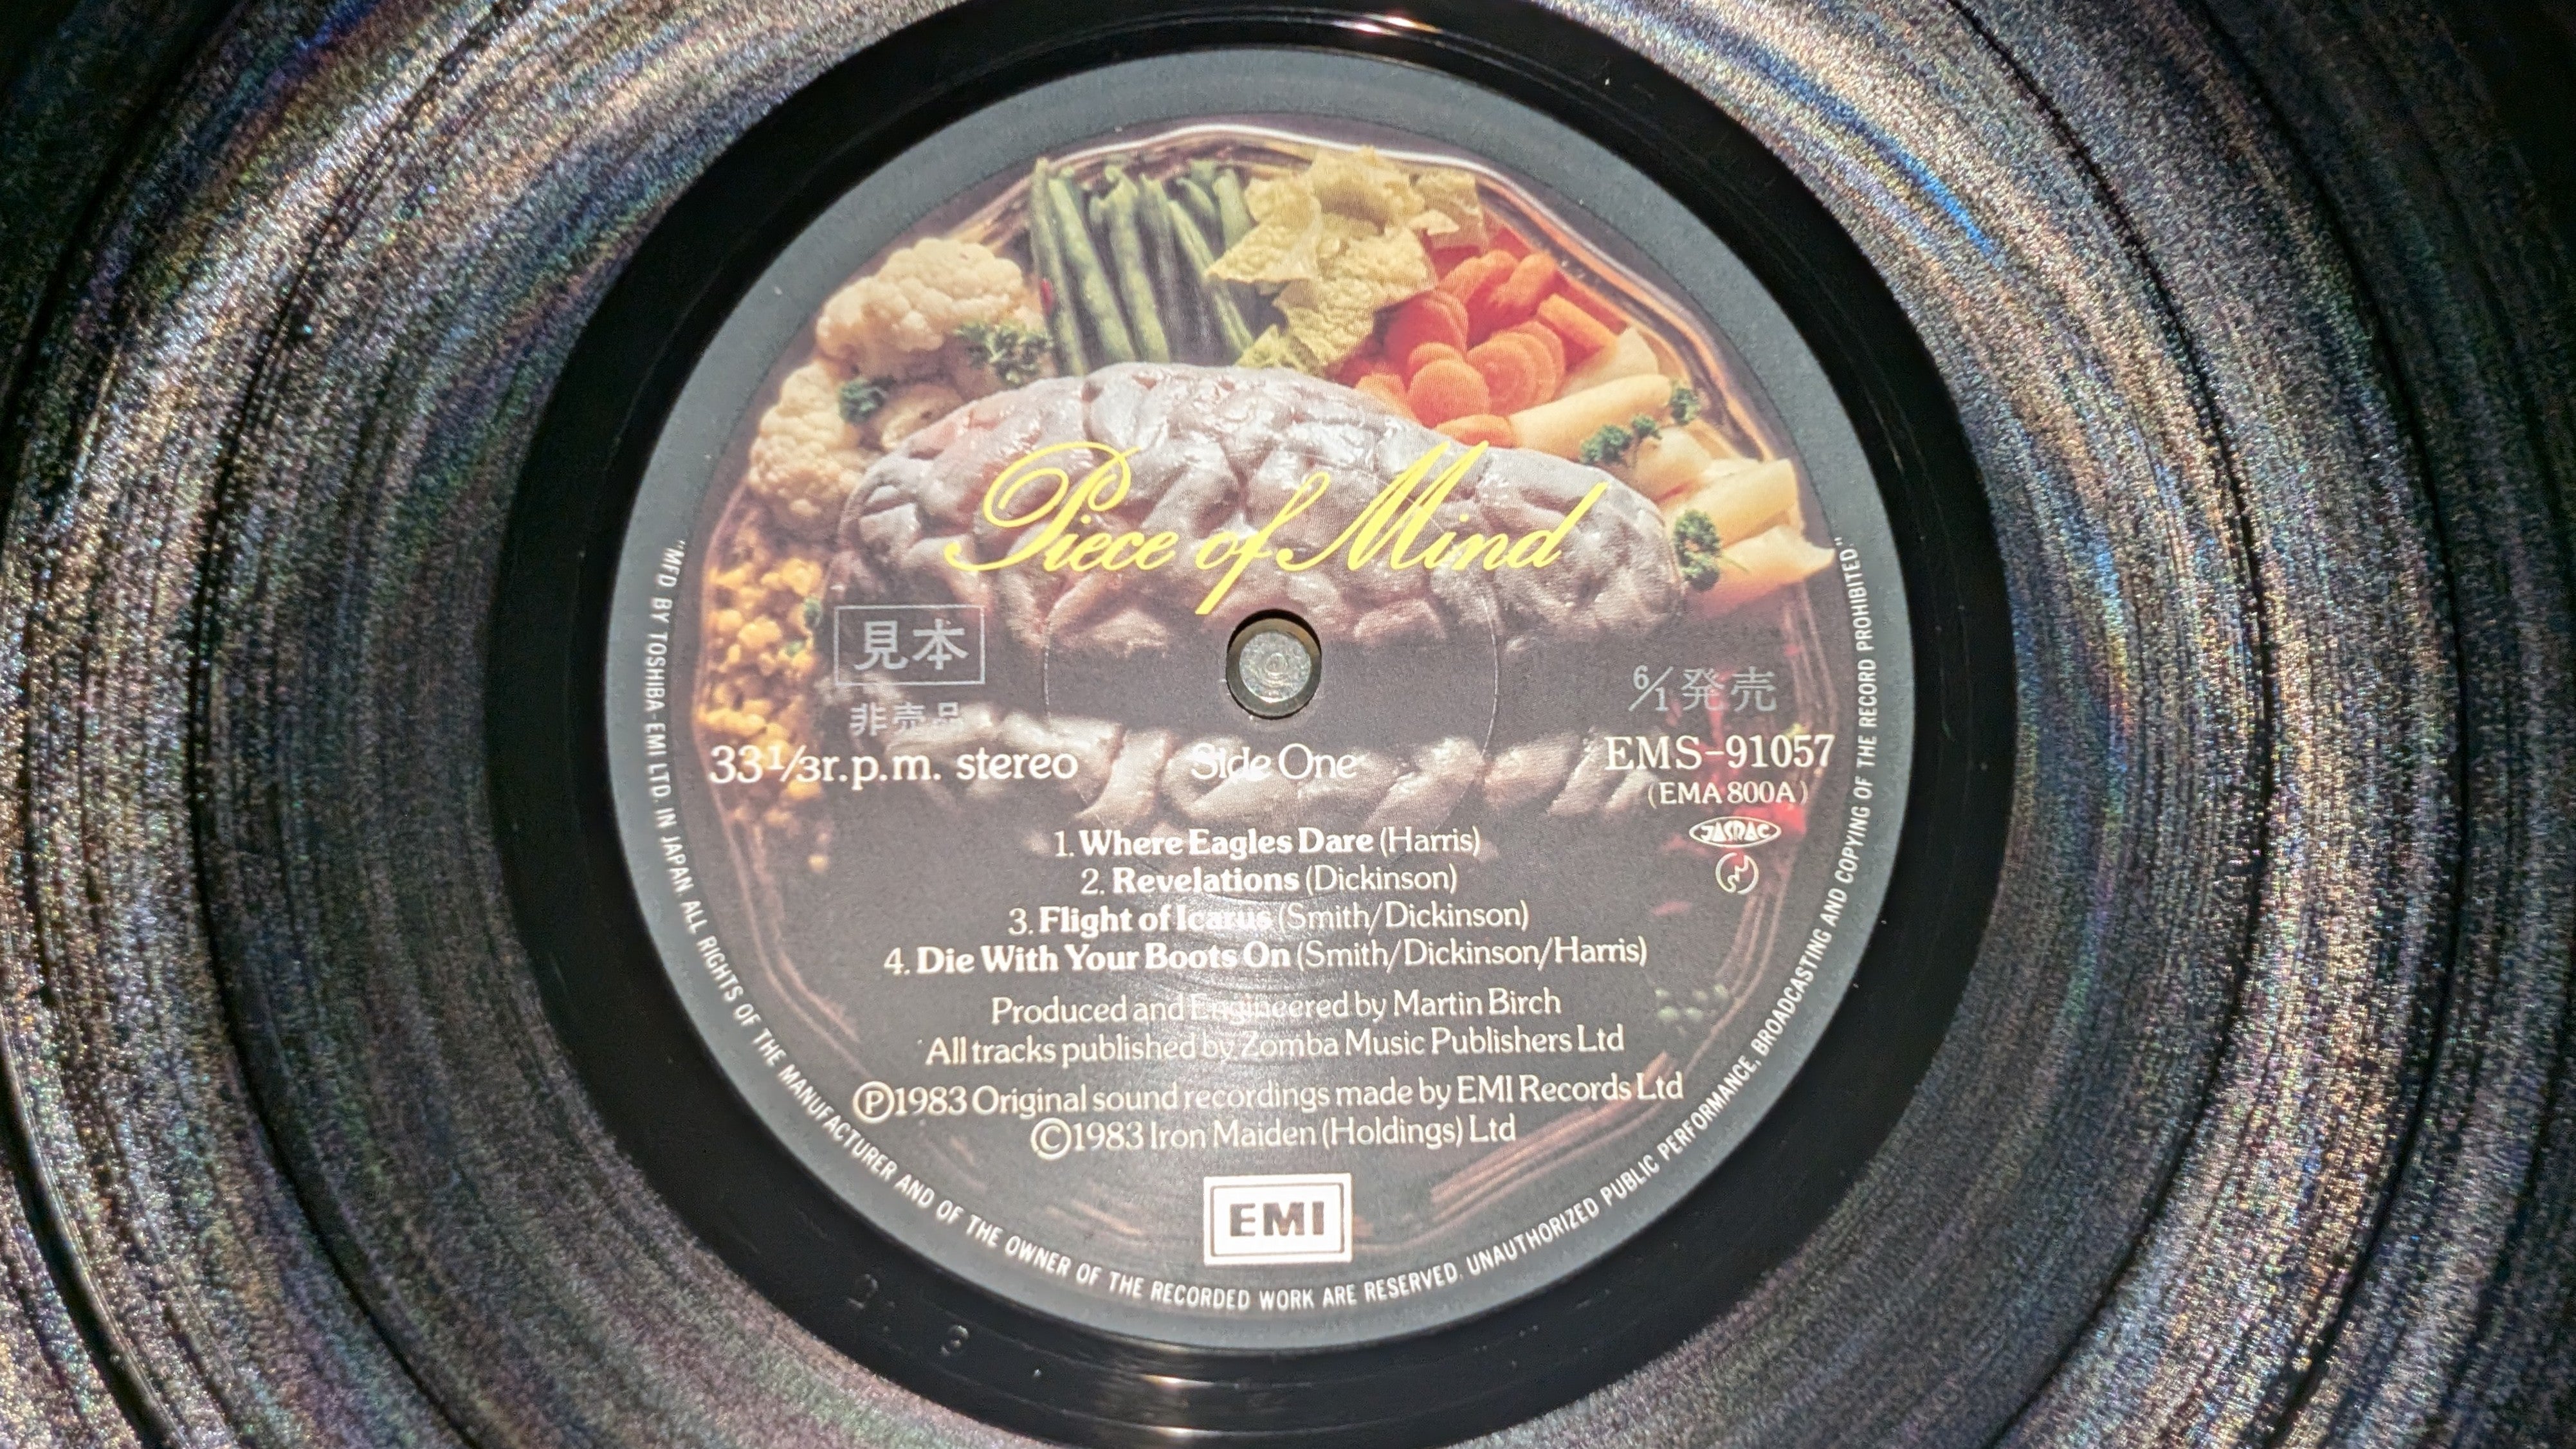 Piece of Mind
見本
非売品
6/1発売
33⅓r.p.m. stereo
Side One
EMS-91057
(EMA 800A)
JASRAC
1. Where Eagles Dare (Harris)
2. Revelations (Dickinson)
3. Flight of Icarus (Smith/Dickinson)
4. Die With Your Boots On (Smith/Dickinson/Harris)
Produced and Engineered by Martin Birch
All tracks published by Zomba Music Publishers Ltd
Ⓟ1983 Original sound recordings made by EMI Records Ltd
©1983 Iron Maiden (Holdings) Ltd
EMI
"MFD BY TOSHIBA-EMI LTD. IN JAPAN. ALL RIGHTS OF THE MANUFACTURER AND OF THE OWNER OF THE RECORDED WORK ARE RESERVED. UNAUTHORIZED PUBLIC PERFORMANCE, BROADCASTING AND COPYING OF THE RECORD PROHIBITED."